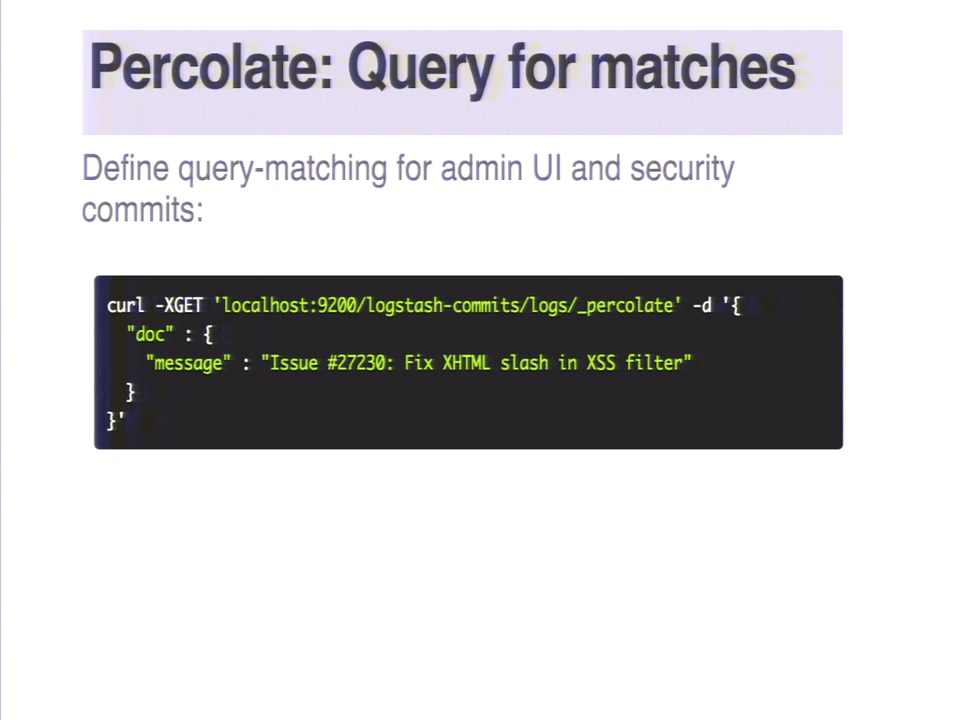 Percolate: Query for matches
Define query-matching for admin UI and security
commits:
curl -XGET 'localhost:9200/logstash-commits/logs/_percolate' -d '{
  "doc" : {
    "message" : "Issue #27230: Fix XHTML slash in XSS filter"
  }
}'